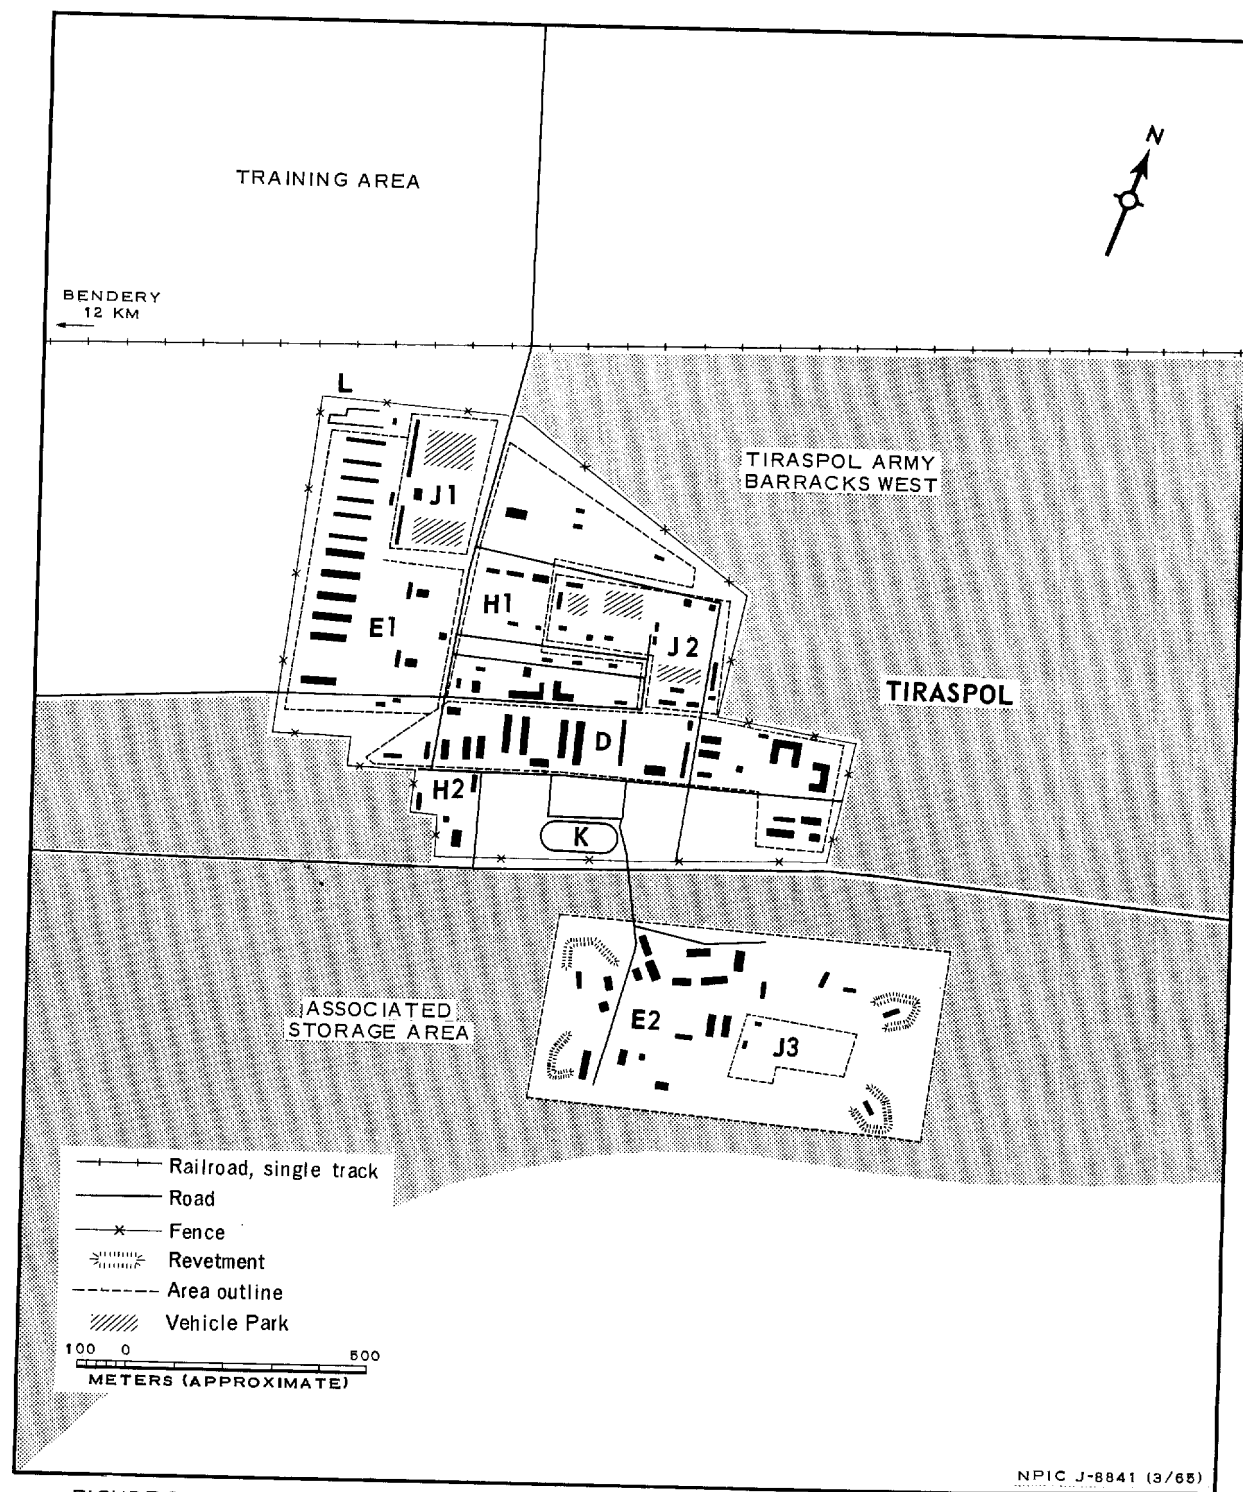 N
TRAINING AREA
BENDERY
12 KM
L
TIRASPOL ARMY
BARRACKS WEST
J1
H1
E1
J2
TIRASPOL
D
H2
K
ASSOCIATED
STORAGE AREA
E2
J3
Railroad, single track
Road
Fence
Revetment
Area outline
Vehicle Park
100 0 500
METERS (APPROXIMATE)
NPIC J-8841 (3/65)